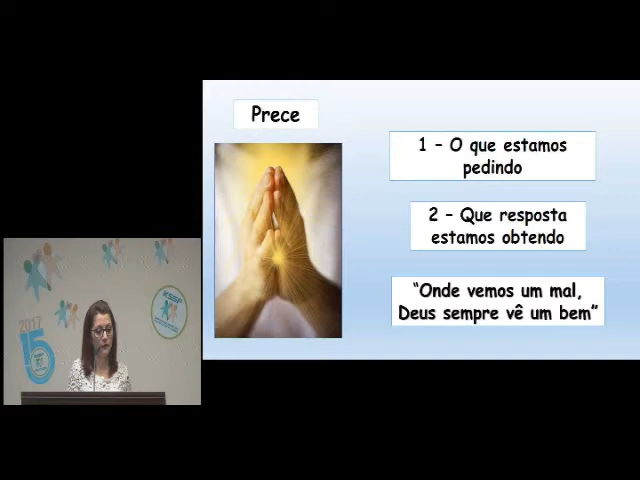 Prece
1 – O que estamos
pedindo
2 – Que resposta
estamos obtendo
“Onde vemos um mal,
Deus sempre vê um bem”
2017
15